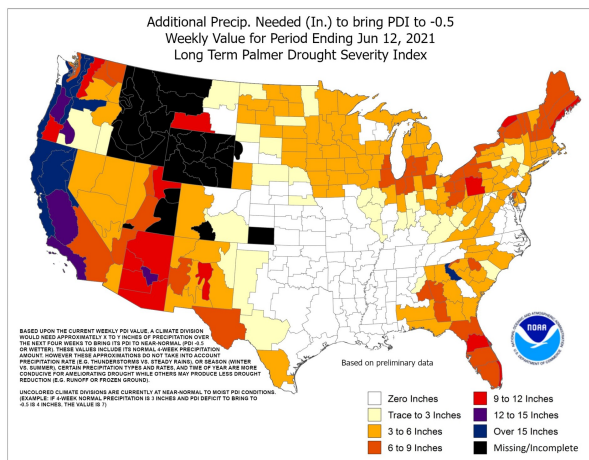 Additional Precip. Needed (In.) to bring PDI to -0.5
Weekly Value for Period Ending Jun 12, 2021
Long Term Palmer Drought Severity Index
BASED UPON THE CURRENT WEEKLY PDI VALUE, A CLIMATE DIVISION
WOULD NEED APPROXIMATELY X TO Y INCHES OF PRECIPITATION OVER
THE NEXT FOUR WEEKS TO BRING ITS PDI TO NEAR-NORMAL (PDI -0.5
OR WETTER). THESE VALUES INCLUDE ITS NORMAL 4-WEEK PRECIPITATION
AMOUNT. HOWEVER THESE APPROXIMATIONS DO NOT TAKE INTO ACCOUNT
PRECIPITATION RATE (E.G. THUNDERSTORMS VS. STEADY RAINS), OR SEASON (WINTER
VS. SUMMER). CERTAIN PRECIPITATION TYPES AND RATES, AND TIME OF YEAR ARE MORE
CONDUCIVE FOR AMELIORATING DROUGHT WHILE OTHERS MAY PRODUCE LESS DROUGHT
REDUCTION (E.G. RUNOFF OR FROZEN GROUND).
UNCOLORED CLIMATE DIVISIONS ARE CURRENTLY AT NEAR-NORMAL TO MOIST PDI CONDITIONS.
(EXAMPLE: IF 4-WEEK NORMAL PRECIPITATION IS 3 INCHES AND PDI DEFICIT TO BRING TO
-0.5 IS 4 INCHES, THE VALUE IS 7)
Based on preliminary data
NOAA
Zero Inches
Trace to 3 Inches
3 to 6 Inches
6 to 9 Inches
9 to 12 Inches
12 to 15 Inches
Over 15 Inches
Missing/Incomplete